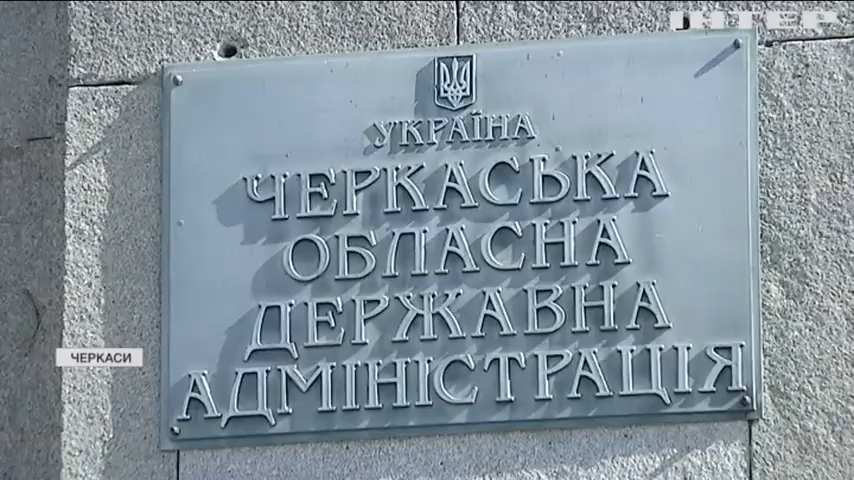 ІНТЕР
УКРАЇНА
ЧЕРКАСЬКА
ОБЛАСНА
ДЕРЖАВНА
АДМІНІСТРАЦІЯ
ЧЕРКАСИ